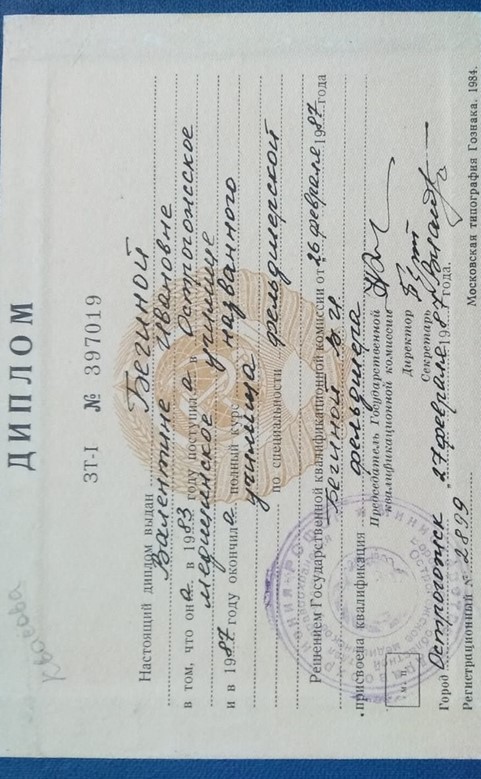 ДИПЛОМ
ЗТ-I № 397019
Настоящий диплом выдан Бегиной
Валентине Ивановне
в том, что она в 1983 году поступила в Острогожское
медицинское училище
и в 1987 году окончила полный курс названного
училища
по специальности фельдшерской
Решением Государственной квалификационной комиссии от 26 февраля 1987 года
Бегиной В. И.
присвоена квалификация фельдшера
Председатель Государственной
квалификационной комиссии
Директор
Секретарь
М. П.
Город Острогожск 27 февраля 1987 года.
Регистрационный № 2899
Московская типография Гознака. 1984.